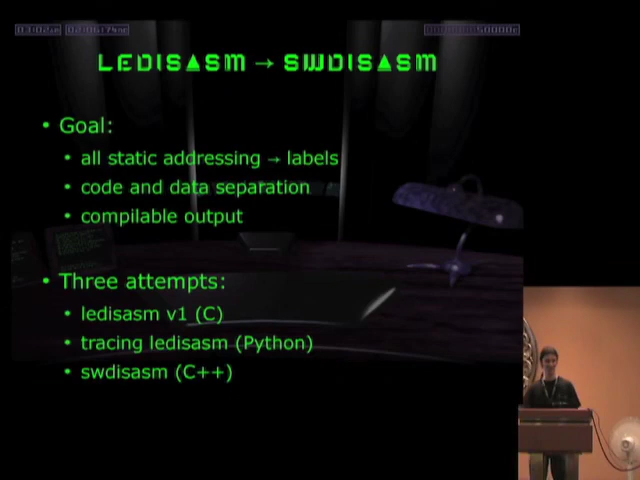 LEDISASM → SWDISASM
• Goal:
• all static addressing → labels
• code and data separation
• compilable output
• Three attempts:
• ledisasm v1 (C)
• tracing ledisasm (Python)
• swdisasm (C++)